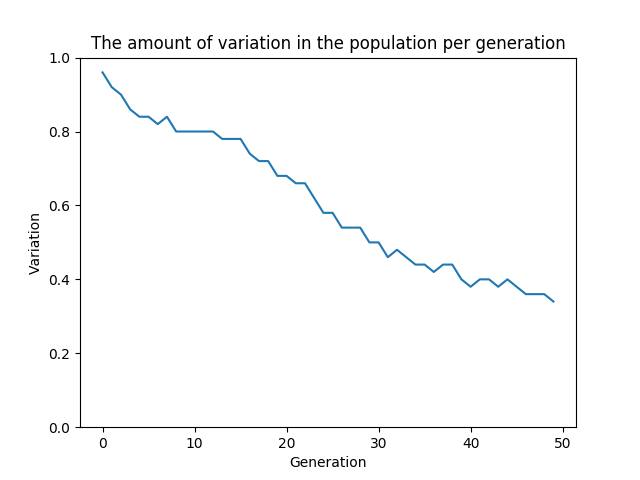 The amount of variation in the population per generation
1.0
0.8
0.6
0.4
0.2
0.0
Variation
0 10 20 30 40 50
Generation